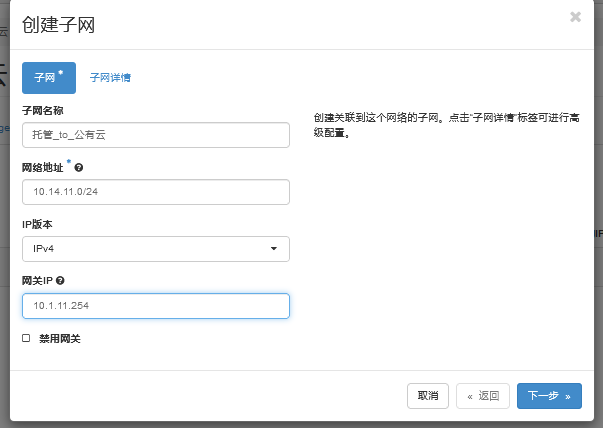 创建子网
×
子网 *
子网详情
子网名称
托管_to_公有云
创建关联到这个网络的子网。点击"子网详情"标签可进行
高级配置。
网络地址 *
10.14.11.0/24
IP版本
IPv4
网关IP
10.1.11.254
禁用网关
取消
« 返回
下一步 »